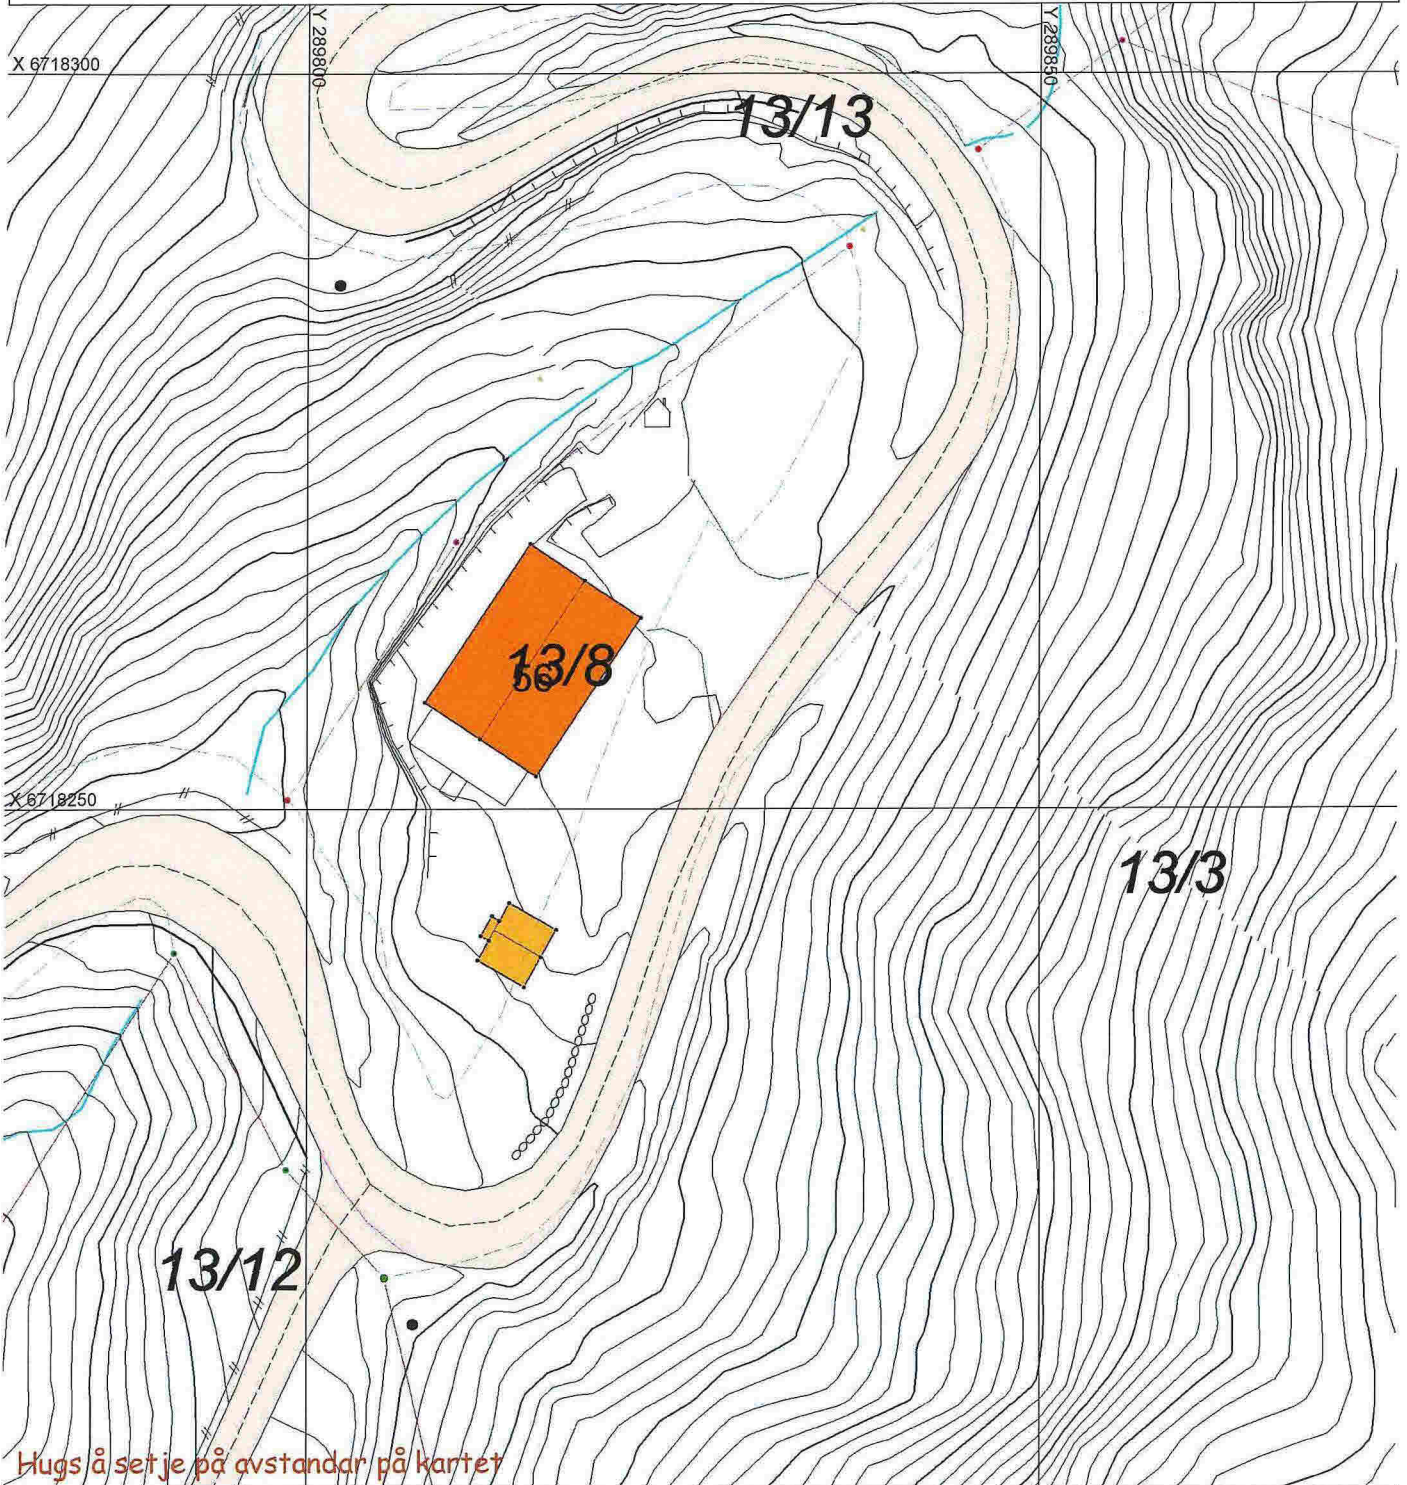 Y 289800
Y 289850
X 6718300
13/13
13/8
56
X 6718250
13/3
13/12
Hugs å setje på avstandar på kartet